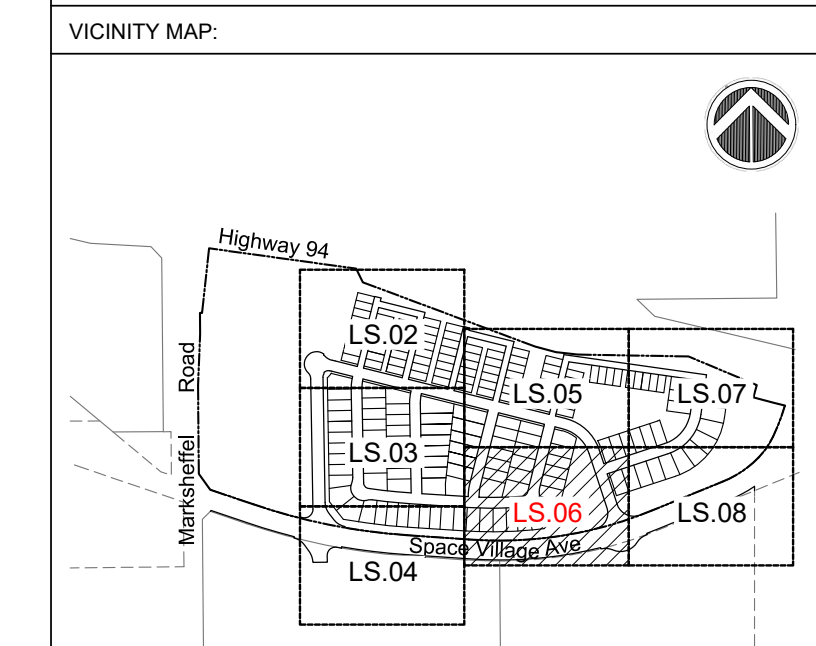 VICINITY MAP:
Highway 94
LS.02
Marksheffel Road
LS.05
LS.07
LS.03
LS.06
LS.08
Space Village Ave
LS.04